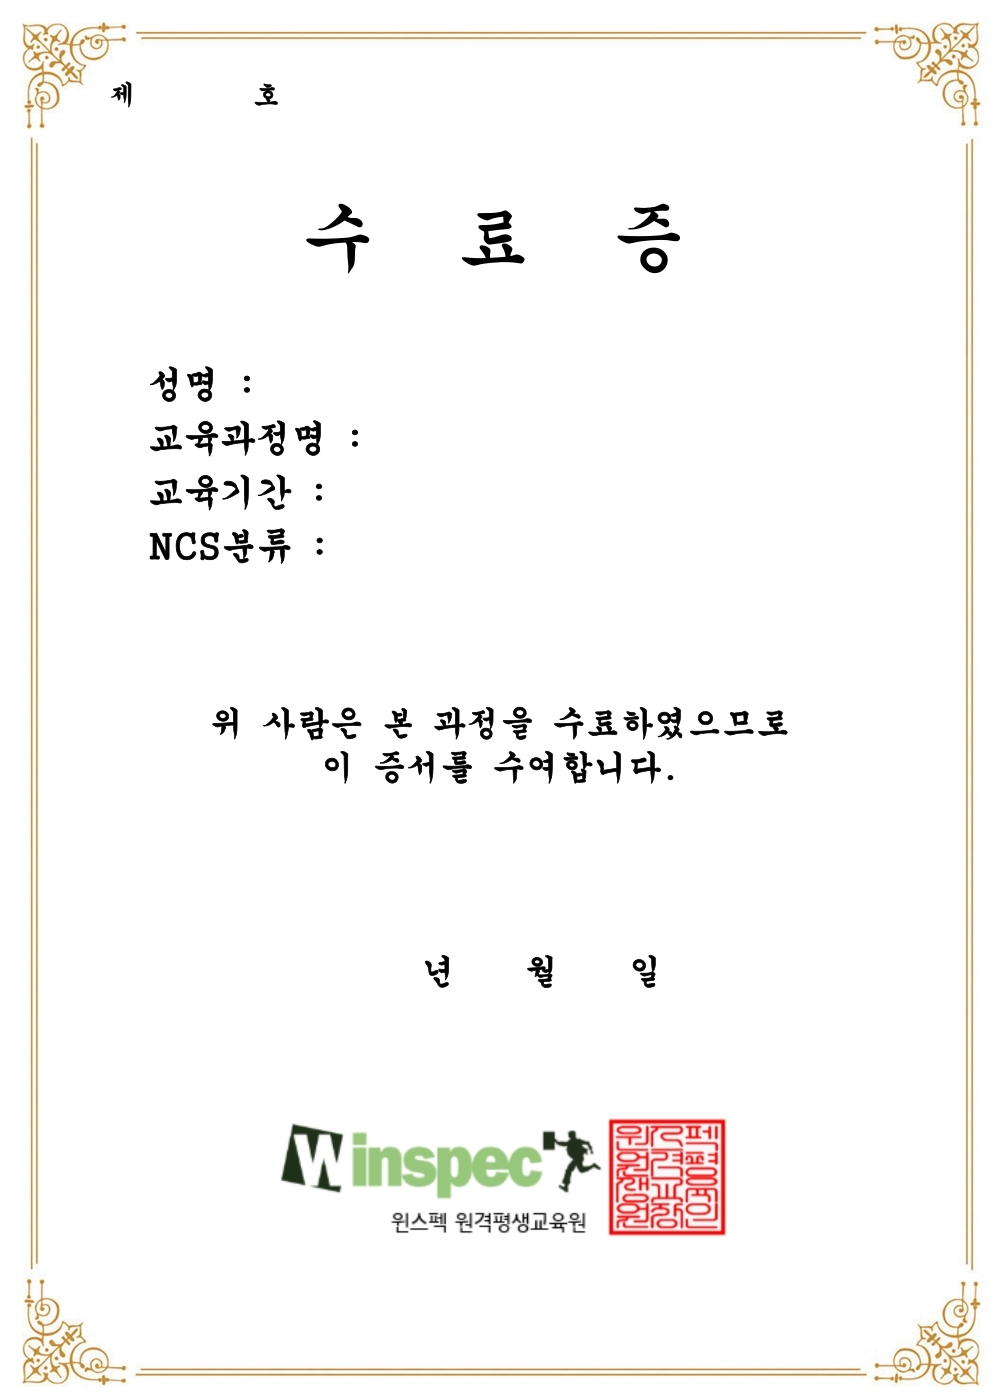 제 호
수 료 증
성명 :
교육과정명 :
교육기간 :
NCS분류 :
위 사람은 본 과정을 수료하였으므로
이 증서를 수여합니다.
년 월 일
Winspec
윈스펙 원격평생교육원